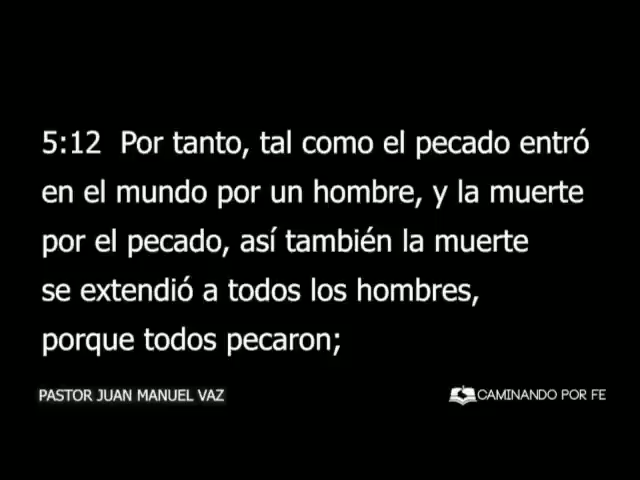 5:12 Por tanto, tal como el pecado entró
en el mundo por un hombre, y la muerte
por el pecado, así también la muerte
se extendió a todos los hombres,
porque todos pecaron;
PASTOR JUAN MANUEL VAZ
CAMINANDO POR FE